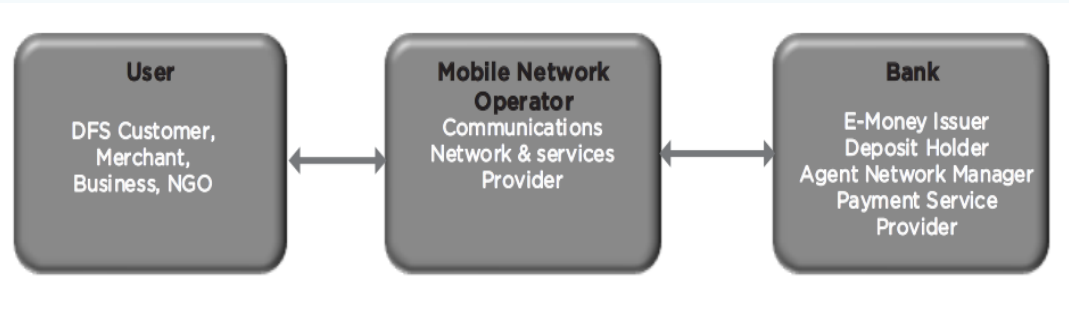 User
DFS Customer,
Merchant,
Business, NGO
Mobile Network
Operator
Communications
Network & services
Provider
Bank
E-Money Issuer
Deposit Holder
Agent Network Manager
Payment Service
Provider